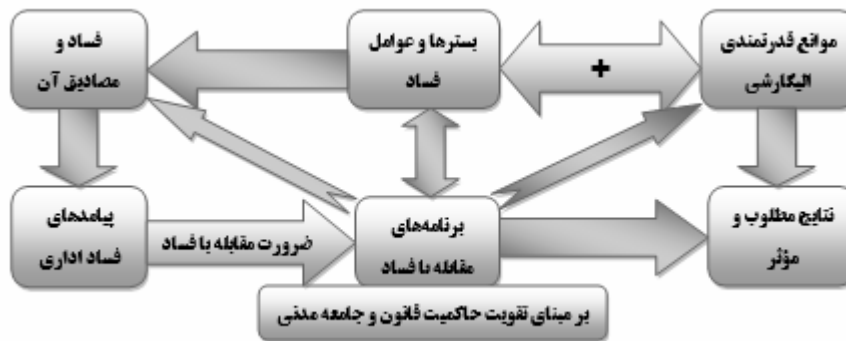 موانع قدرتمندی
الیگارشی
+
بسترها و عوامل
فساد
فساد و
مصادیق آن
نتایج مطلوب و
مؤثر
برنامه‌های
مقابله با فساد
ضرورت مقابله با فساد
پیامدهای
فساد اداری
بر مبنای تقویت حاکمیت قانون و جامعه مدنی